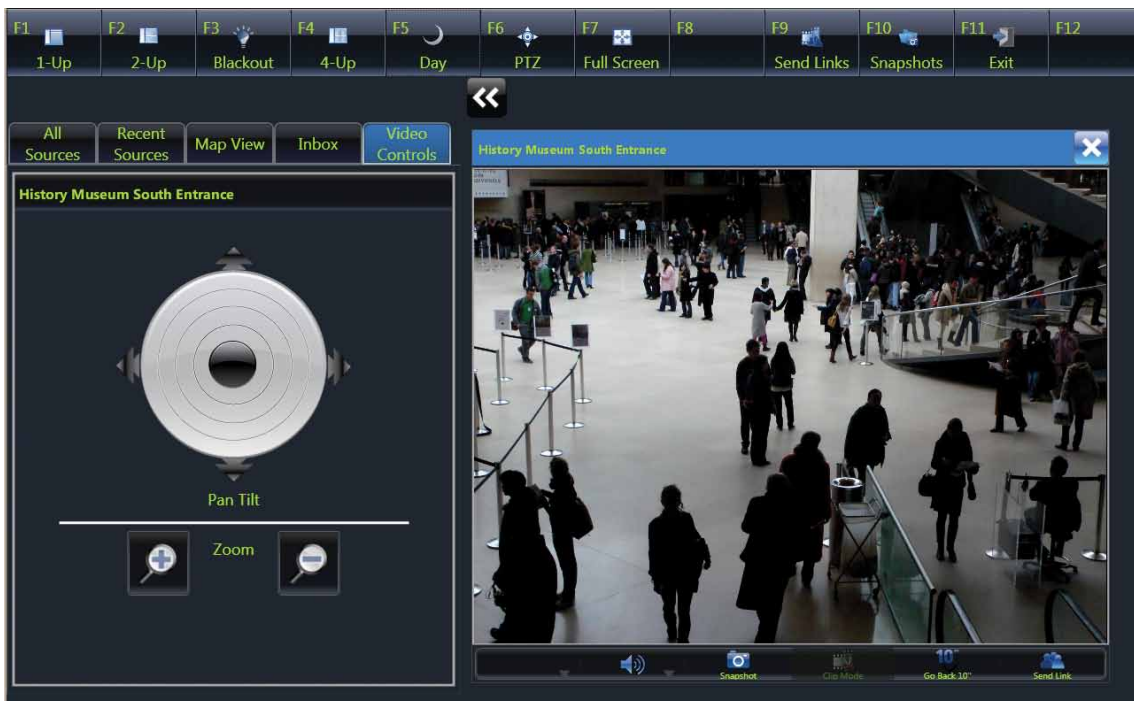 F1
1-Up
F2
2-Up
F3
Blackout
F4
4-Up
F5
Day
F6
PTZ
F7
Full Screen
F8
F9
Send Links
F10
Snapshots
F11
Exit
F12
All
Sources
Recent
Sources
Map View
Inbox
Video
Controls
History Museum South Entrance
Pan Tilt
Zoom
History Museum South Entrance
Snapshot
Clip Mode
10"
Go Back 10"
Send Link